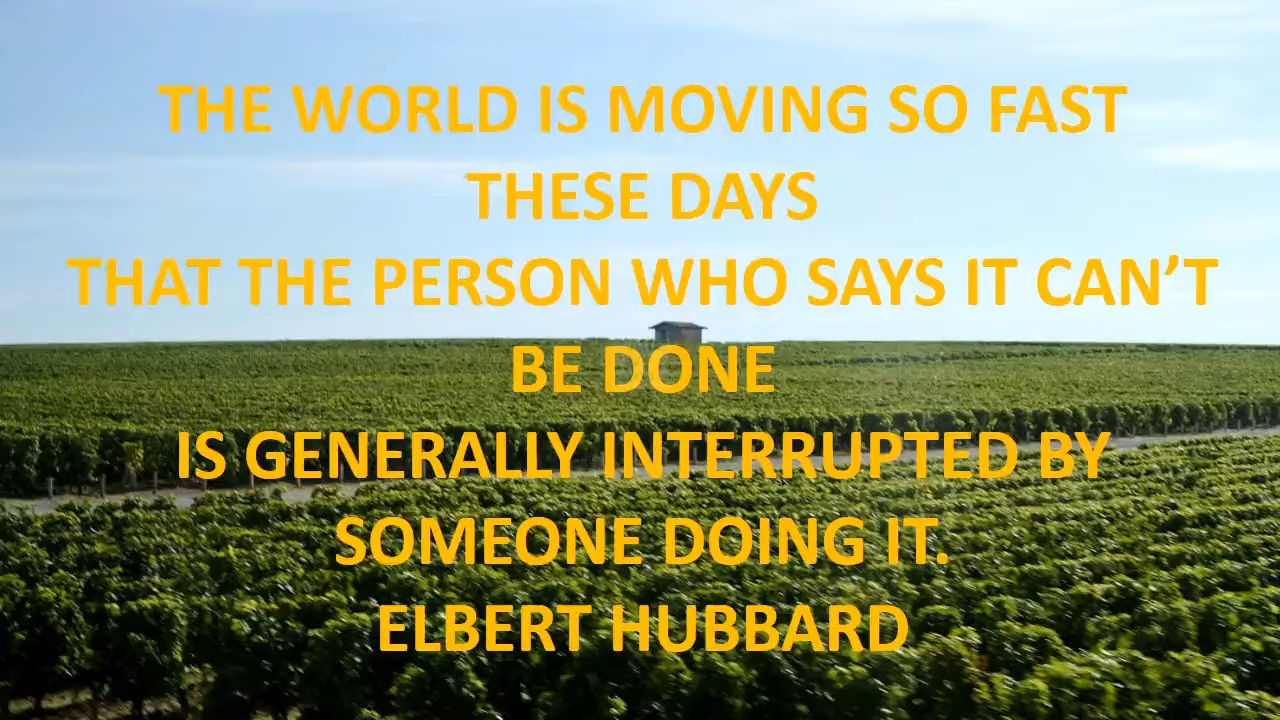 THE WORLD IS MOVING SO FAST
THESE DAYS
THAT THE PERSON WHO SAYS IT CAN’T
BE DONE
IS GENERALLY INTERRUPTED BY
SOMEONE DOING IT.
ELBERT HUBBARD